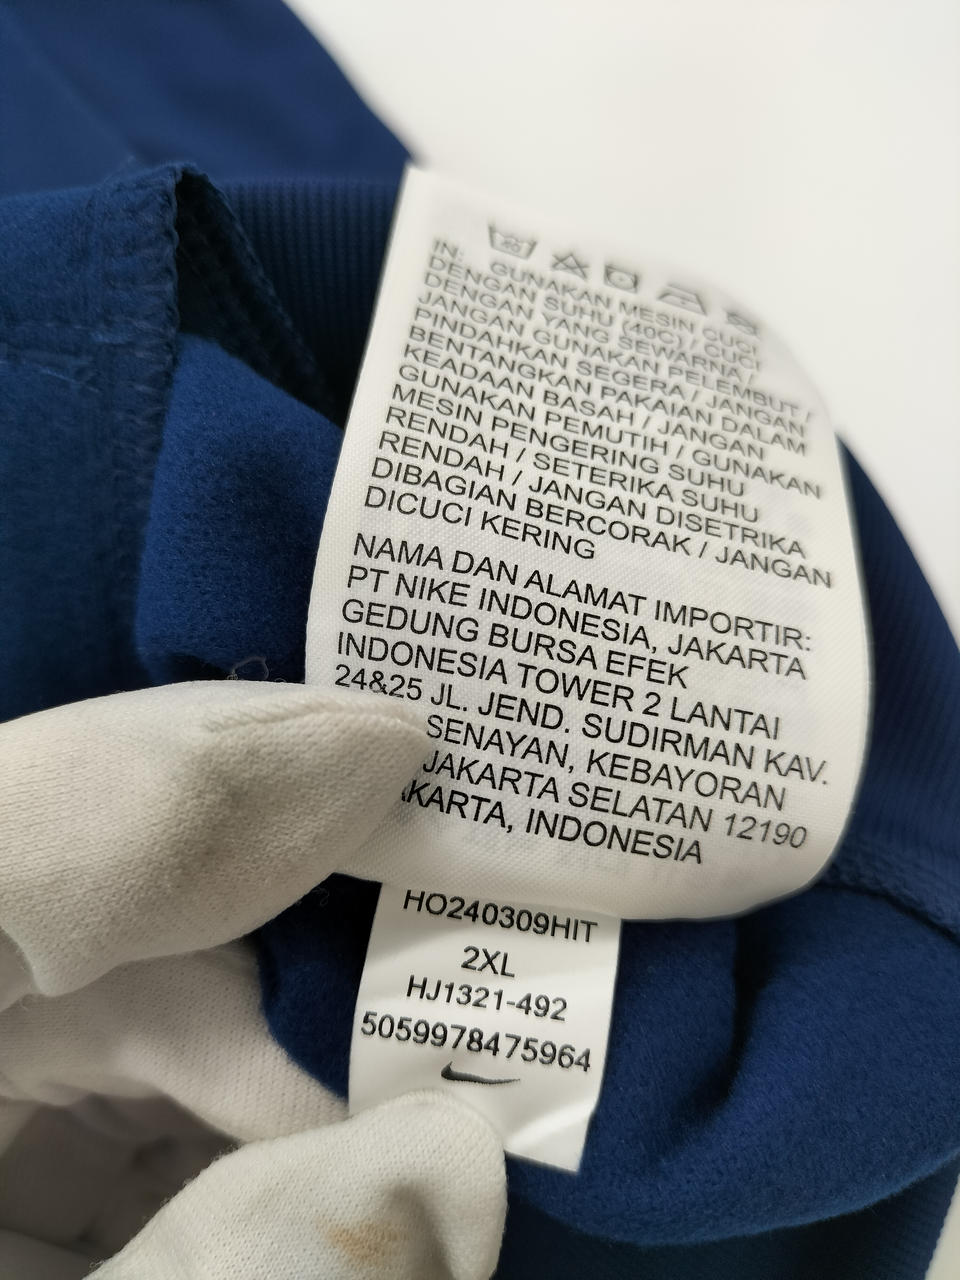 40
IN: GUNAKAN MESIN CUCI
DENGAN SUHU (40C) / CUCI
DENGAN YANG SEWARNA /
JANGAN GUNAKAN PELEMBUT /
PINDAHKAN SEGERA / JANGAN
BENTANGKAN PAKAIAN DALAM
KEADAAN BASAH / JANGAN
GUNAKAN PEMUTIH / GUNAKAN
MESIN PENGERING SUHU
RENDAH / SETERIKA SUHU
RENDAH / JANGAN DISETRIKA
DIBAGIAN BERCORAK / JANGAN
DICUCI KERING
NAMA DAN ALAMAT IMPORTIR:
PT NIKE INDONESIA, JAKARTA
GEDUNG BURSA EFEK
INDONESIA TOWER 2 LANTAI
24&25 JL. JEND. SUDIRMAN KAV.
SENAYAN, KEBAYORAN
JAKARTA SELATAN 12190
AKARTA, INDONESIA
HO240309HIT
2XL
HJ1321-492
5059978475964